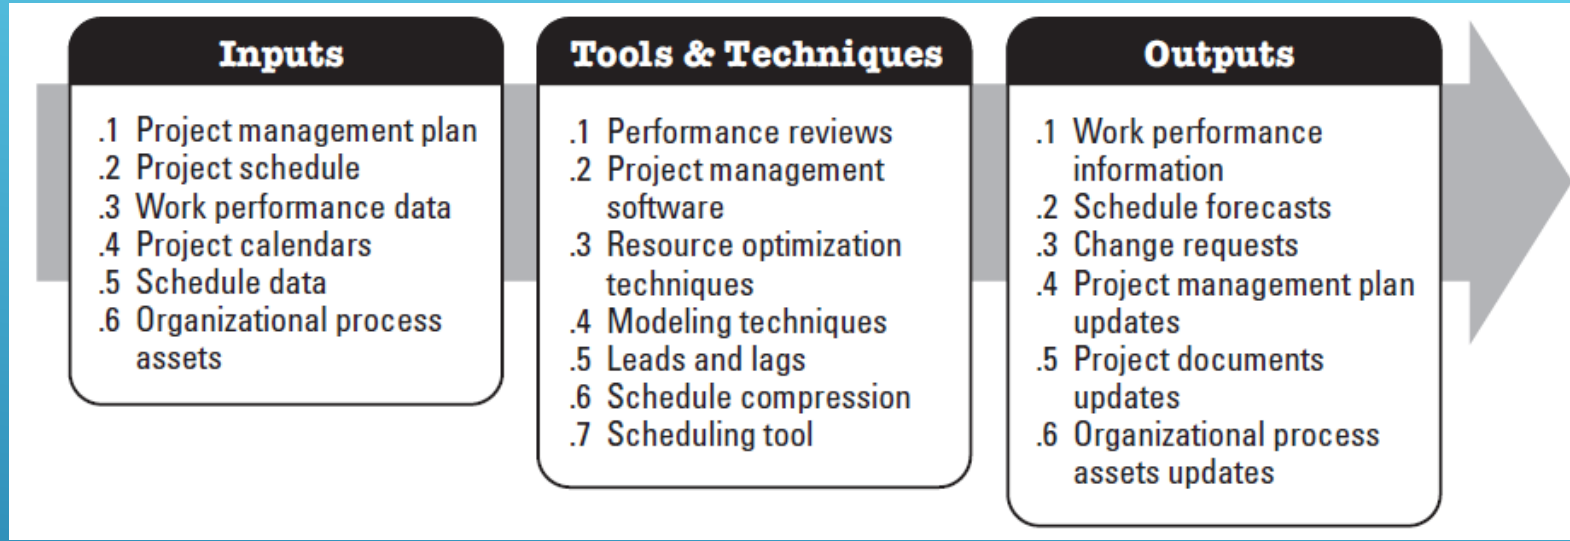 Inputs
.1 Project management plan
.2 Project schedule
.3 Work performance data
.4 Project calendars
.5 Schedule data
.6 Organizational process
assets
Tools & Techniques
.1 Performance reviews
.2 Project management
software
.3 Resource optimization
techniques
.4 Modeling techniques
.5 Leads and lags
.6 Schedule compression
.7 Scheduling tool
Outputs
.1 Work performance
information
.2 Schedule forecasts
.3 Change requests
.4 Project management plan
updates
.5 Project documents
updates
.6 Organizational process
assets updates